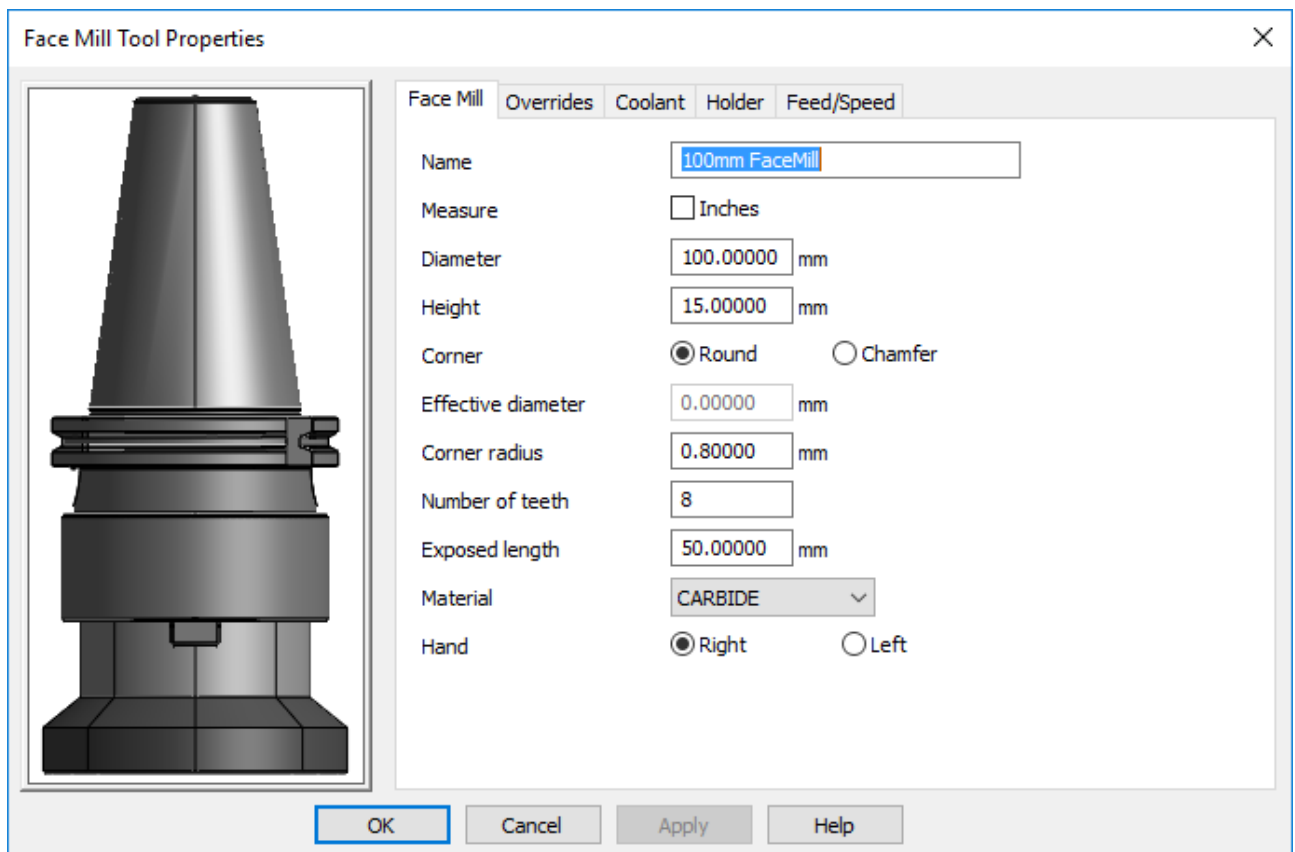 Face Mill Tool Properties
Face Mill Overrides Coolant Holder Feed/Speed
Name 100mm FaceMill
Measure Inches
Diameter 100.00000 mm
Height 15.00000 mm
Corner Round Chamfer
Effective diameter 0.00000 mm
Corner radius 0.80000 mm
Number of teeth 8
Exposed length 50.00000 mm
Material CARBIDE
Hand Right Left
OK Cancel Apply Help